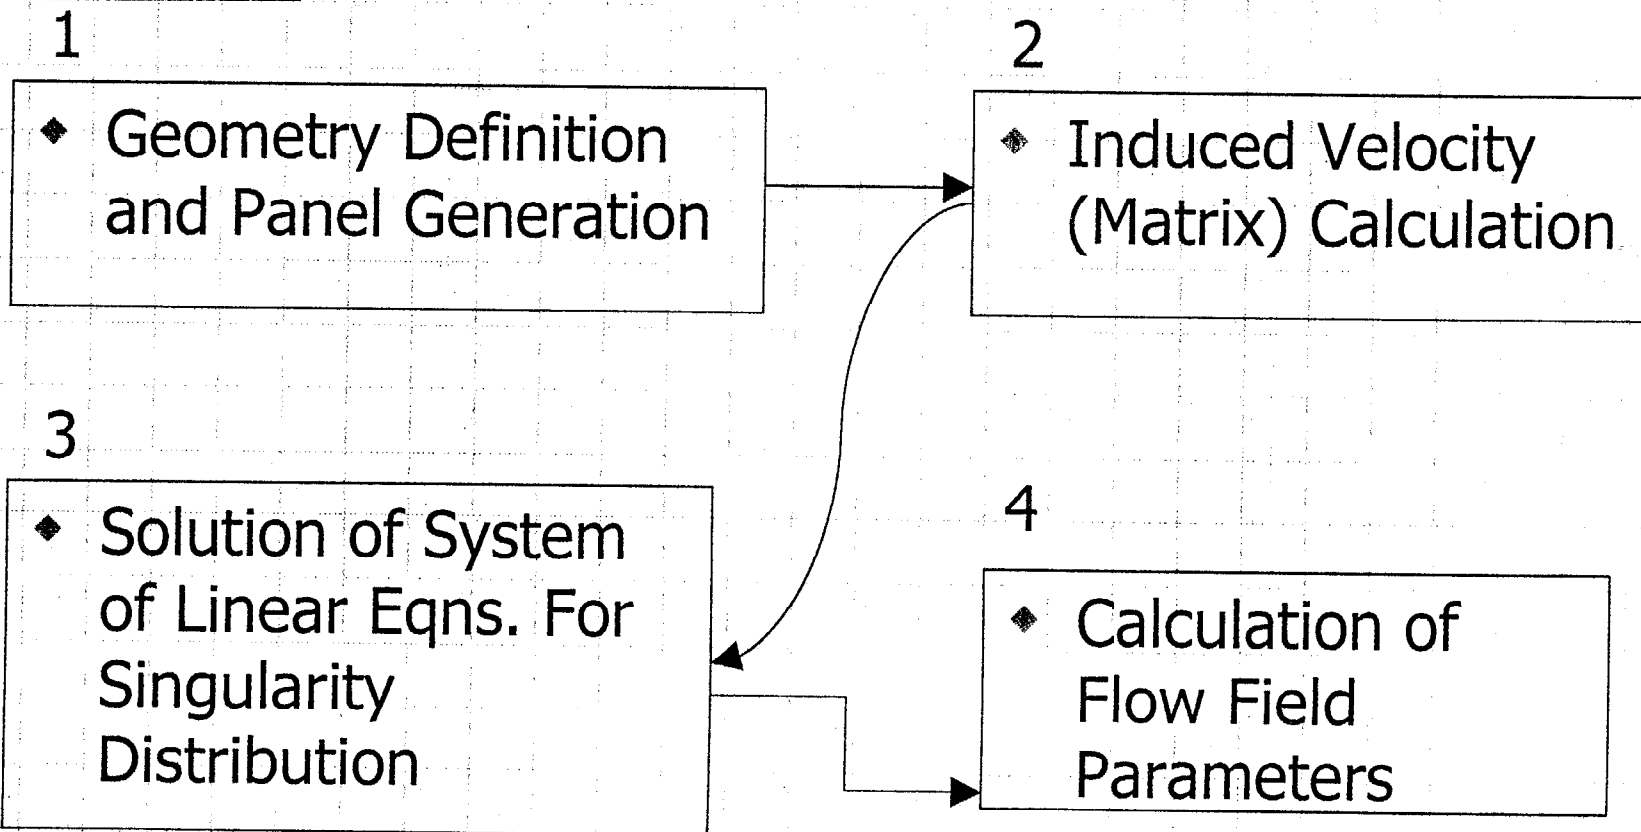 1
◆ Geometry Definition
and Panel Generation
2
◆ Induced Velocity
(Matrix) Calculation
3
◆ Solution of System
of Linear Eqns. For
Singularity
Distribution
4
◆ Calculation of
Flow Field
Parameters